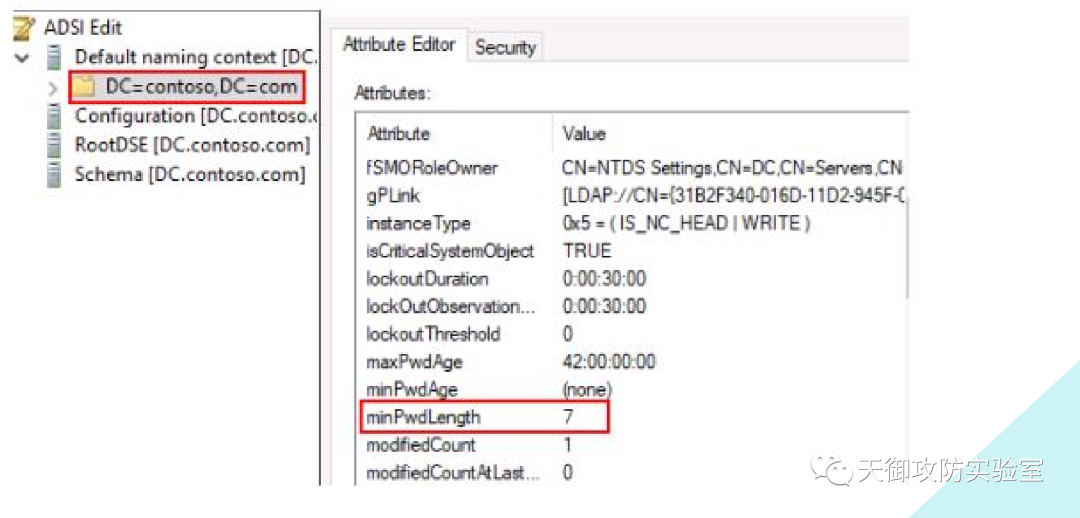 ADSI Edit
Default naming context [DC.
DC=contoso,DC=com
Configuration [DC.contoso.c
RootDSE [DC.contoso.com]
Schema [DC.contoso.com]
Attribute Editor Security
Attributes:
Attribute Value
fSMORoleOwner CN=NTDS Settings,CN=DC,CN=Servers,CN=
gPLink [LDAP://CN={31B2F340-016D-11D2-945F-0
instanceType 0x5 = ( IS_NC_HEAD | WRITE )
isCriticalSystemObject TRUE
lockoutDuration 0:00:30:00
lockOutObservation... 0:00:30:00
lockoutThreshold 0
maxPwdAge 42:00:00:00
minPwdAge (none)
minPwdLength 7
modifiedCount 1
modifiedCountAtLast... 0
天御攻防实验室